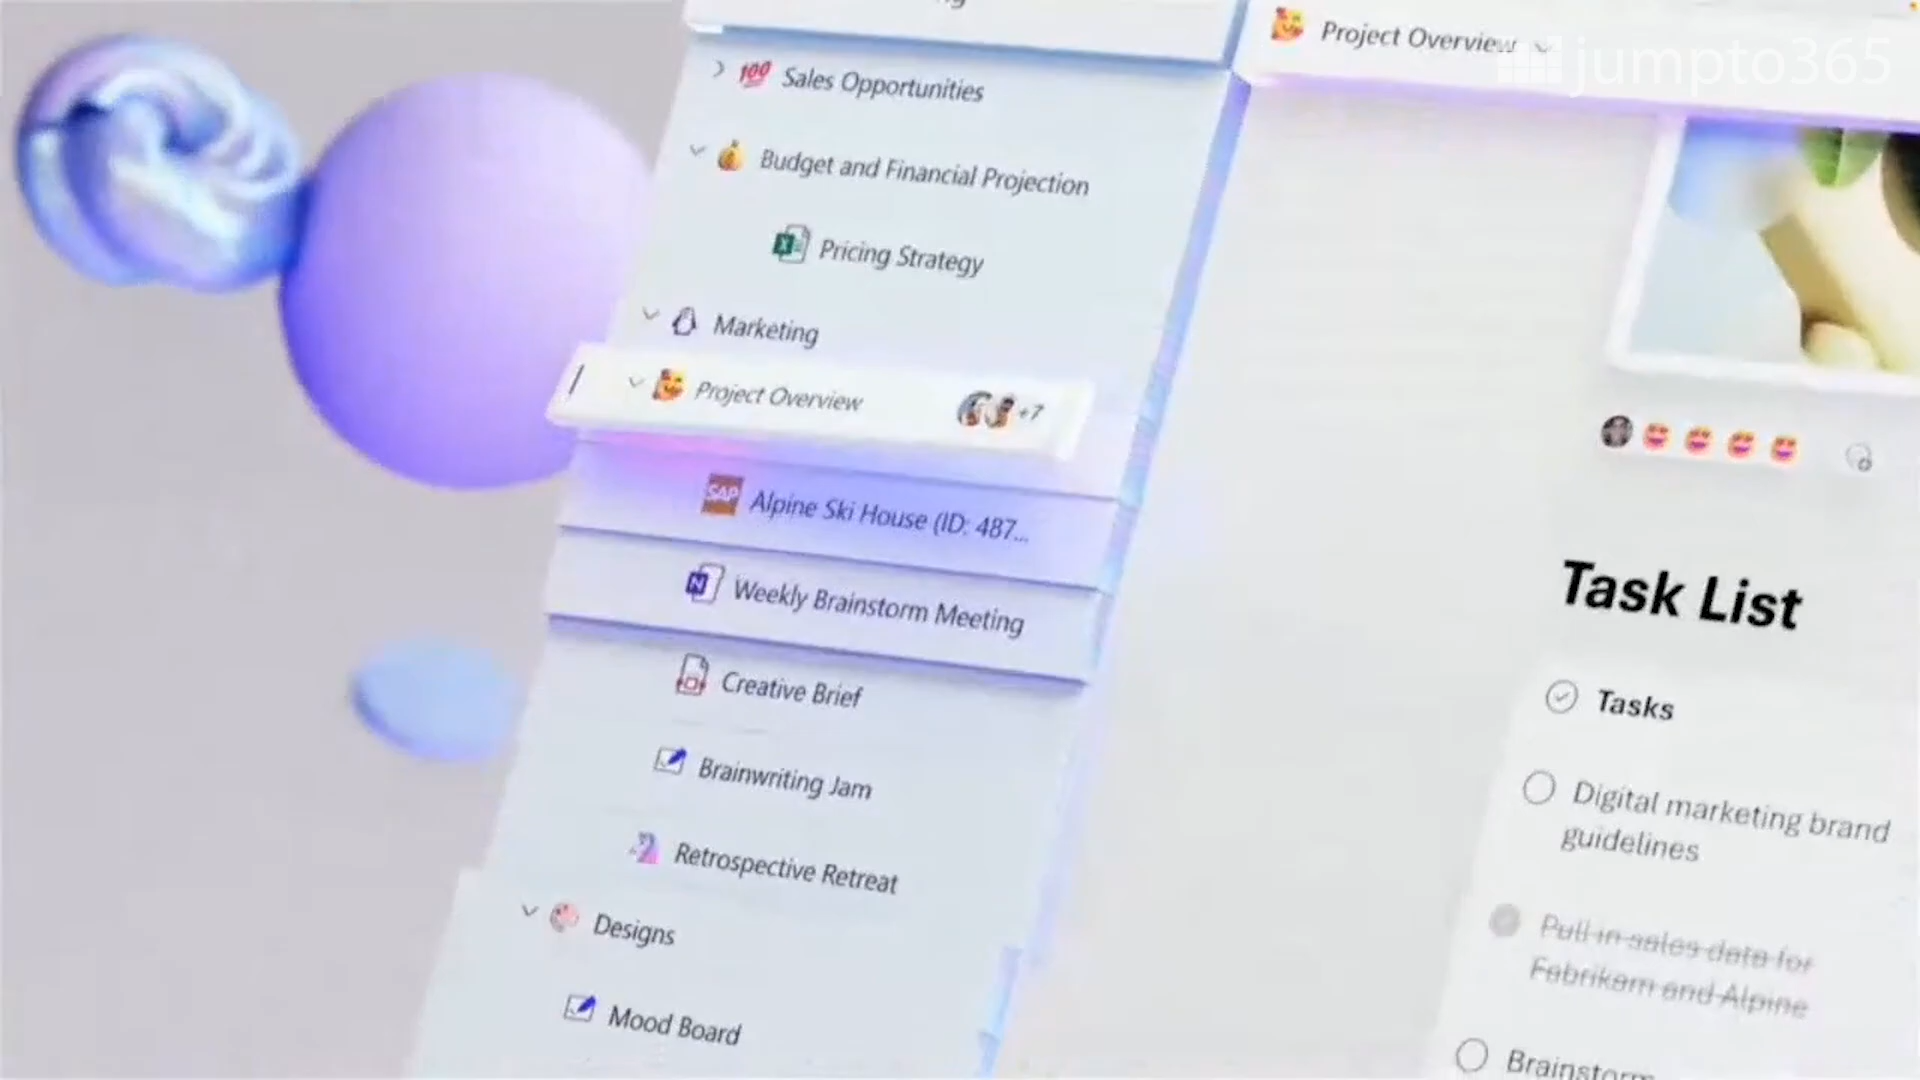 Project Overview
jumpto365
100 Sales Opportunities
Budget and Financial Projection
Pricing Strategy
Marketing
Project Overview +7
SAP Alpine Ski House (ID: 487...
N Weekly Brainstorm Meeting
Creative Brief
Brainwriting Jam
Retrospective Retreat
Designs
Mood Board
Task List
Tasks
Digital marketing brand
guidelines
Pull in sales data for
Fabrikam and Alpine
Brainstorm